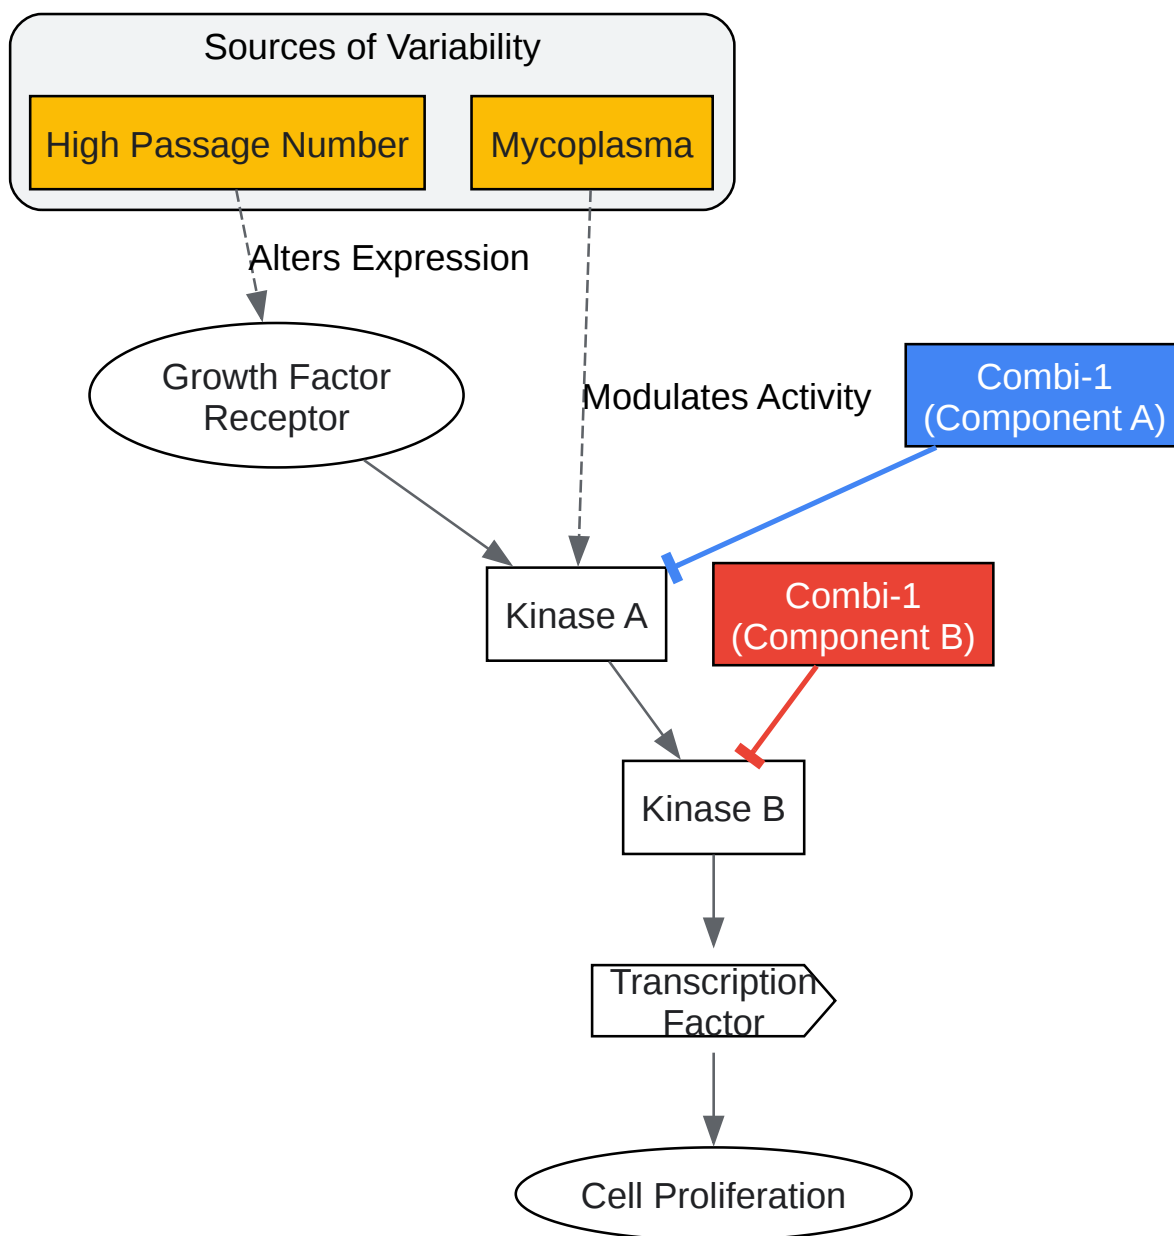 Sources of Variability
High Passage Number
Mycoplasma
Alters Expression
Growth Factor
Receptor
Modulates Activity
Combi-1
(Component A)
Kinase A
Combi-1
(Component B)
Kinase B
Transcription
Factor
Cell Proliferation